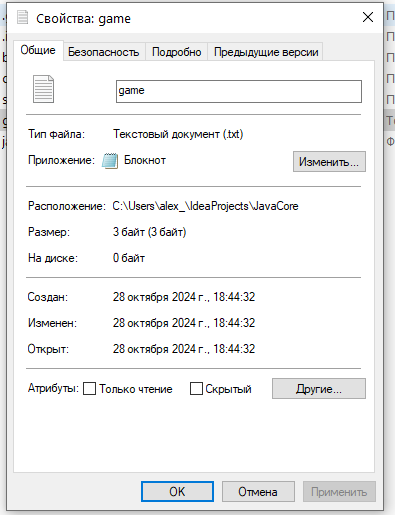 Свойства: game
Общие Безопасность Подробно Предыдущие версии
game
Тип файла: Текстовый документ (.txt)
Приложение: Блокнот Изменить...
Расположение: C:\Users\alex_\IdeaProjects\JavaCore
Размер: 3 байт (3 байт)
На диске: 0 байт
Создан: 28 октября 2024 г., 18:44:32
Изменен: 28 октября 2024 г., 18:44:32
Открыт: 28 октября 2024 г., 18:44:32
Атрибуты: Только чтение Скрытый Другие...
OK Отмена Применить